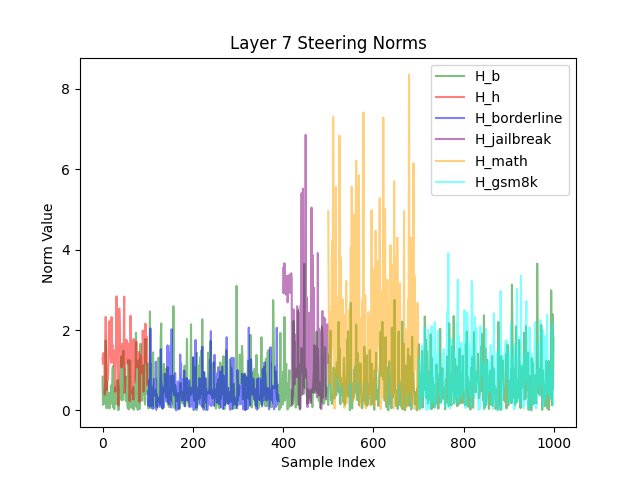 Layer 7 Steering Norms
H_b
H_h
H_borderline
H_jailbreak
H_math
H_gsm8k
Norm Value
8
6
4
2
0
0
200
400
600
800
1000
Sample Index